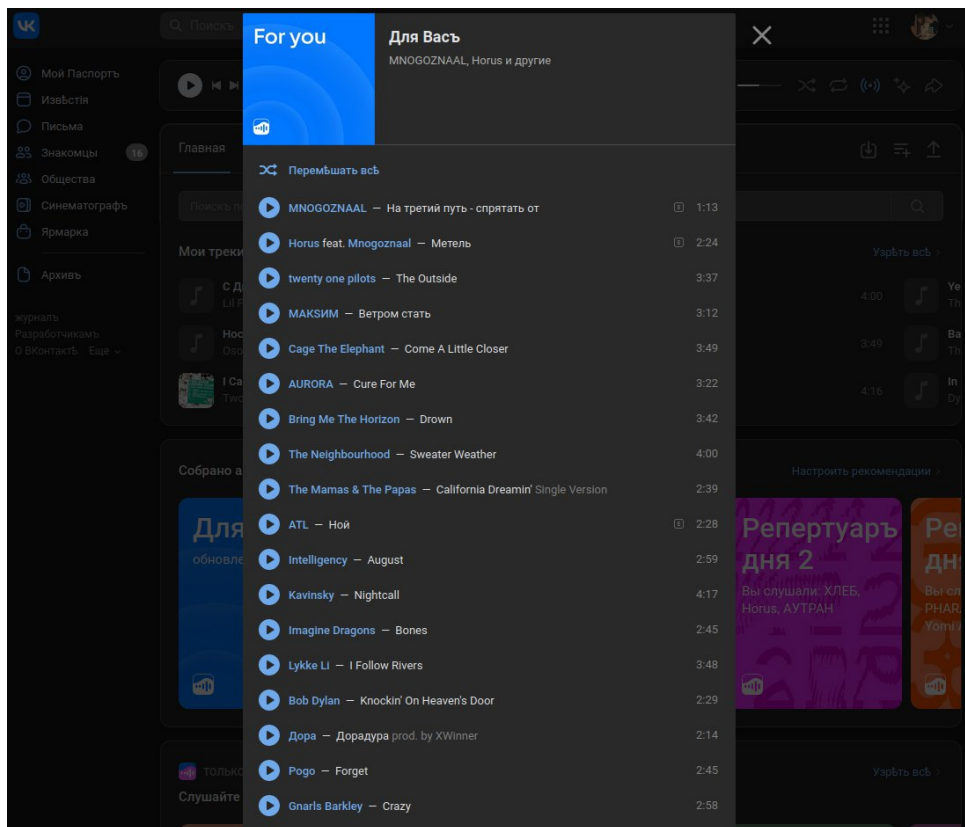 Поискъ
Мой Паспортъ
Извѣстія
Письма
Знакомцы 16
Общества
Синематографъ
Ярмарка
Архивъ
журналъ
Разработчикамъ
О ВКонтактѣ Еще
Главная
Мои треки
Узрѣть всѣ
4:00
3:49
4:16
Собрано
Настроить рекомендации
Репертуаръ
дня 2
Вы слушали: ХЛЕБ,
Horus, АУТРАН
Узрѣть всѣ
Слушайте
For you
Для Васъ
MNOGOZNAAL, Horus и другие
Перемѣшать всѣ
MNOGOZNAAL — На третий путь - спрятать от E 1:13
Horus feat. Mnogoznaal — Метель E 2:24
twenty one pilots — The Outside 3:37
МАКSИМ — Ветром стать 3:12
Cage The Elephant — Come A Little Closer 3:49
AURORA — Cure For Me 3:22
Bring Me The Horizon — Drown 3:42
The Neighbourhood — Sweater Weather 4:00
The Mamas & The Papas — California Dreamin' Single Version 2:39
ATL — Ной E 2:28
Intelligency — August 2:59
Kavinsky — Nightcall 4:17
Imagine Dragons — Bones 2:45
Lykke Li — I Follow Rivers 3:48
Bob Dylan — Knockin' On Heaven's Door 2:29
Дора — Дорадура prod. by XWinner 2:14
Pogo — Forget 2:45
Gnarls Barkley — Crazy 2:58